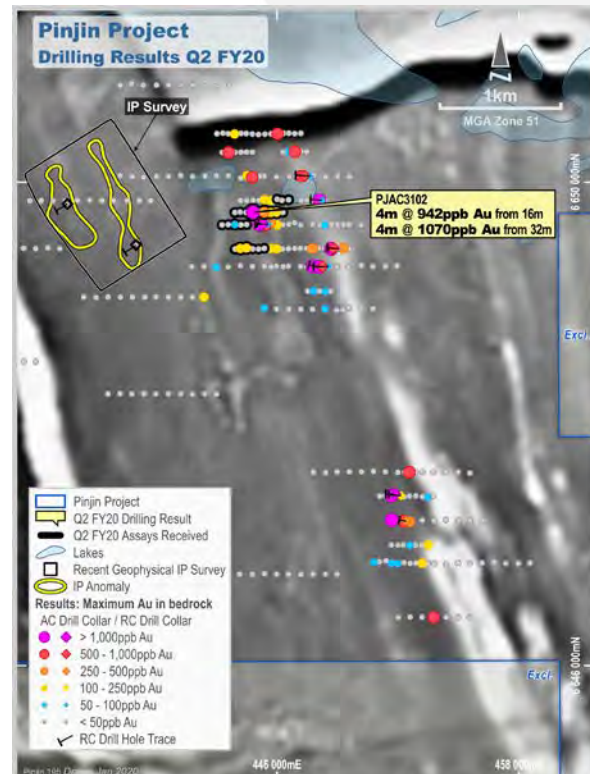 Pinjin Project
Drilling Results Q2 FY20
1km
MGA Zone 51
IP Survey
6 650 000mN
PJAC3102
4m @ 942ppb Au from 16m
4m @ 1070ppb Au from 32m
Excl.
Pinjin Project
Q2 FY20 Drilling Result
Q2 FY20 Assays Received
Lakes
Recent Geophysical IP Survey
IP Anomaly
Results: Maximum Au in bedrock
AC Drill Collar / RC Drill Collar
> 1,000ppb Au
500 - 1,000ppb Au
250 - 500ppb Au
100 - 250ppb Au
50 - 100ppb Au
< 50ppb Au
RC Drill Hole Trace
6 646 000mN
Excl.
Jan 2020
446 000mE
458 000mE